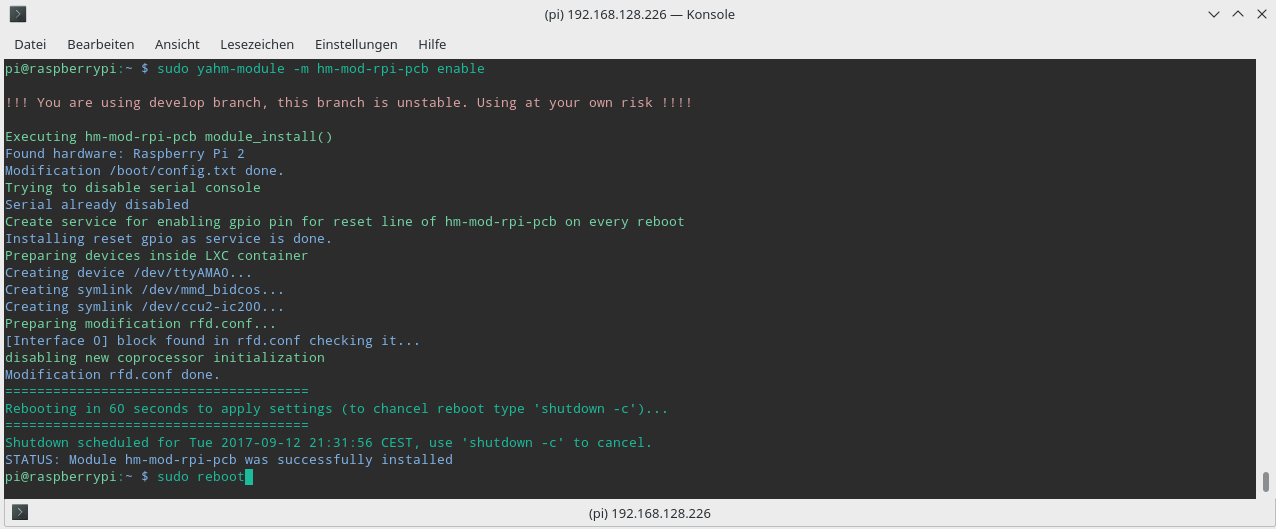 (pi) 192.168.128.226 — Konsole
Datei Bearbeiten Ansicht Lesezeichen Einstellungen Hilfe
pi@raspberrypi:~ $ sudo yahm-module -m hm-mod-rpi-pcb enable
!!! You are using develop branch, this branch is unstable. Using at your own risk !!!!
Executing hm-mod-rpi-pcb module_install()
Found hardware: Raspberry Pi 2
Modification /boot/config.txt done.
Trying to disable serial console
Serial already disabled
Create service for enabling gpio pin for reset line of hm-mod-rpi-pcb on every reboot
Installing reset gpio as service is done.
Preparing devices inside LXC container
Creating device /dev/ttyAMA0...
Creating symlink /dev/mmd_bidcos...
Creating symlink /dev/ccu2-ic200...
Preparing modification rfd.conf...
[Interface 0] block found in rfd.conf checking it...
disabling new coprocessor initialization
Modification rfd.conf done.
======================================
Rebooting in 60 seconds to apply settings (to chancel reboot type 'shutdown -c')...
======================================
Shutdown scheduled for Tue 2017-09-12 21:31:56 CEST, use 'shutdown -c' to cancel.
STATUS: Module hm-mod-rpi-pcb was successfully installed
pi@raspberrypi:~ $ sudo reboot
(pi) 192.168.128.226